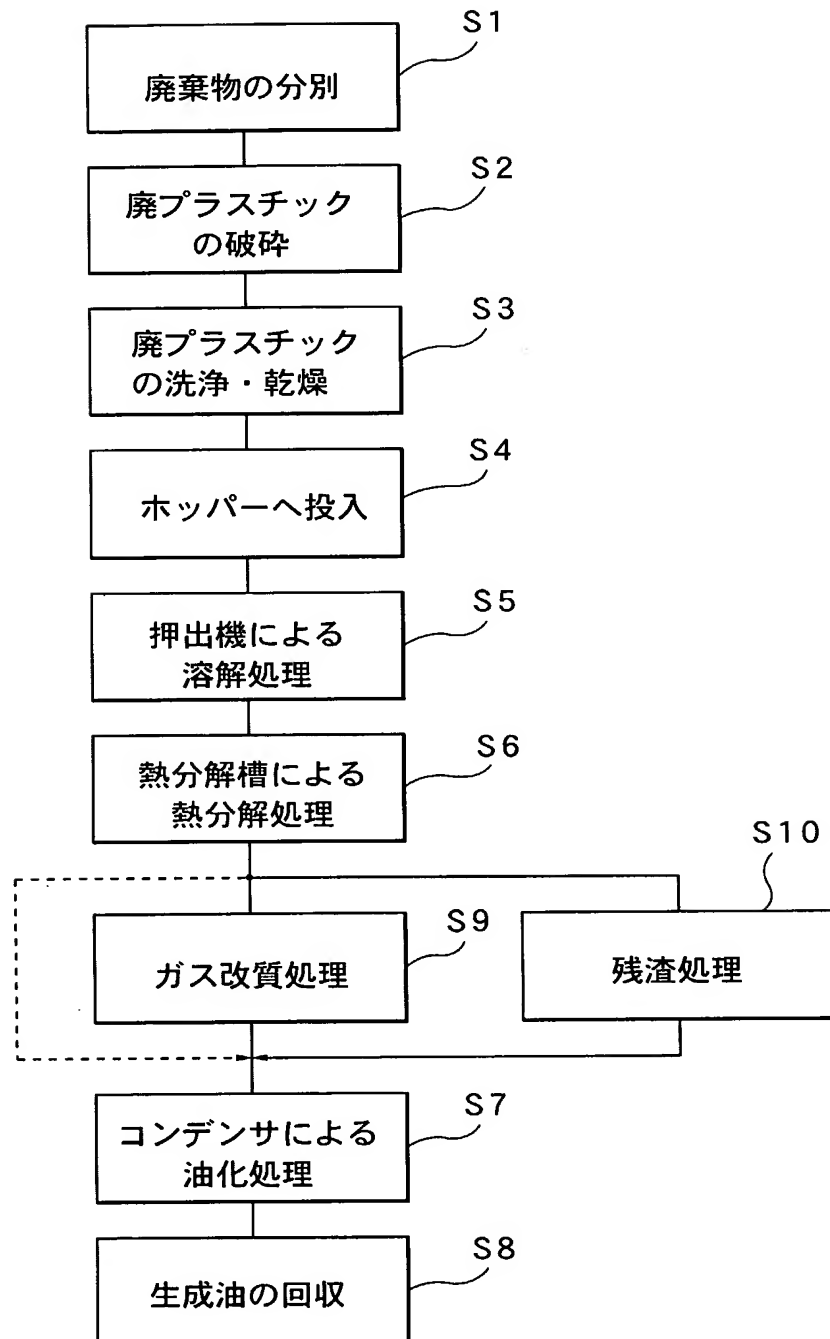 S1
廃棄物の分別
S2
廃プラスチック
の破砕
S3
廃プラスチック
の洗浄・乾燥
S4
ホッパーへ投入
S5
押出機による
溶解処理
S6
熱分解槽による
熱分解処理
S10
S9
ガス改質処理
残渣処理
S7
コンデンサによる
油化処理
S8
生成油の回収